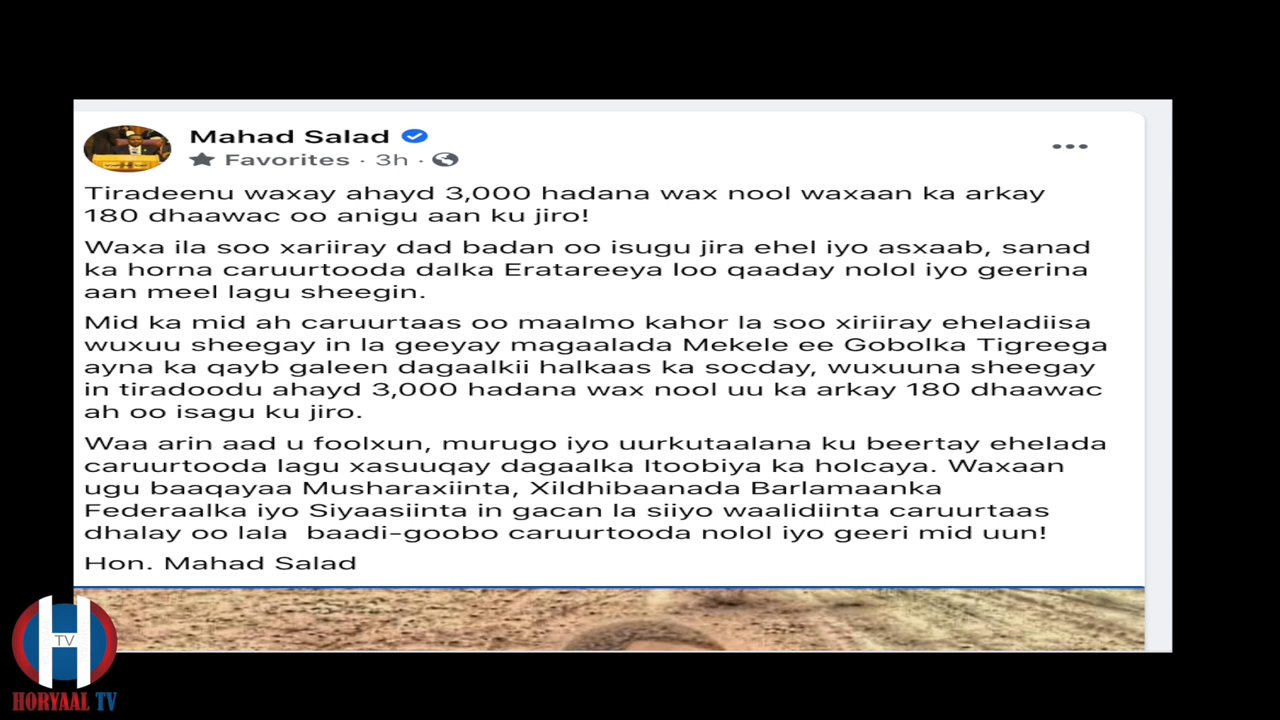 Mahad Salad
Favorites · 3h ·
Tiradeenu waxay ahayd 3,000 hadana wax nool waxaan ka arkay
180 dhaawac oo anigu aan ku jiro!
Waxa ila soo xariiray dad badan oo isugu jira ehel iyo asxaab, sanad
ka horna caruurtooda dalka Eratareeya loo qaaday nolol iyo geerina
aan meel lagu sheegin.
Mid ka mid ah caruurtaas oo maalmo kahor la soo xiriiray eheladiisa
wuxuu sheegay in la geeyay magaalada Mekele ee Gobolka Tigreega
ayna ka qayb galeen dagaalkii halkaas ka socday, wuxuuna sheegay
in tiradoodu ahayd 3,000 hadana wax nool uu ka arkay 180 dhaawac
ah oo isagu ku jiro.
Waa arin aad u foolxun, murugo iyo uurkutaalana ku beertay ehelada
caruurtooda lagu xasuuqay dagaalka Itoobiya ka holcaya. Waxaan
ugu baaqayaa Musharaxiinta, Xildhibaanada Barlamaanka
Federaalka iyo Siyaasiinta in gacan la siiyo waalidiinta caruurtaas
dhalay oo lala  baadi-goobo caruurtooda nolol iyo geeri mid uun!
Hon. Mahad Salad
H
TV
HORYAAL TV